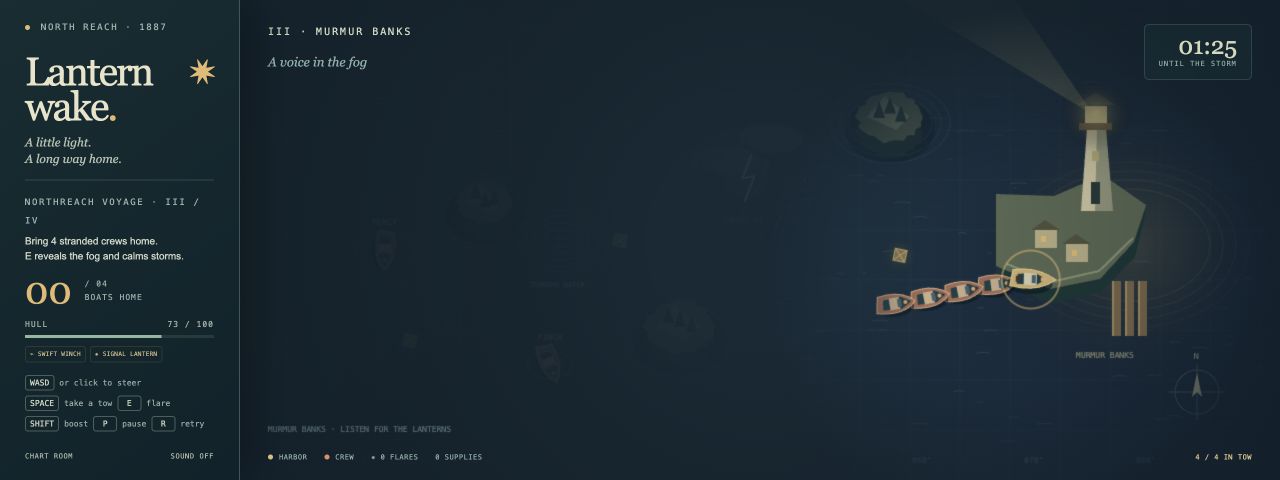 NORTH REACH · 1887
Lantern
wake.
A little light.
A long way home.
NORTHREACH VOYAGE · III /
IV
Bring 4 stranded crews home.
E reveals the fog and calms storms.
00 / 04
BOATS HOME
HULL 73 / 100
SWIFT WINCH SIGNAL LANTERN
WASD or click to steer
SPACE take a tow E flare
SHIFT boost P pause R retry
CHART ROOM SOUND OFF
III · MURMUR BANKS
A voice in the fog
01:25
UNTIL THE STORM
MURMUR BANKS
N
MURMUR BANKS · LISTEN FOR THE LANTERNS
HARBOR CREW 0 FLARES 0 SUPPLIES
4 / 4 IN TOW